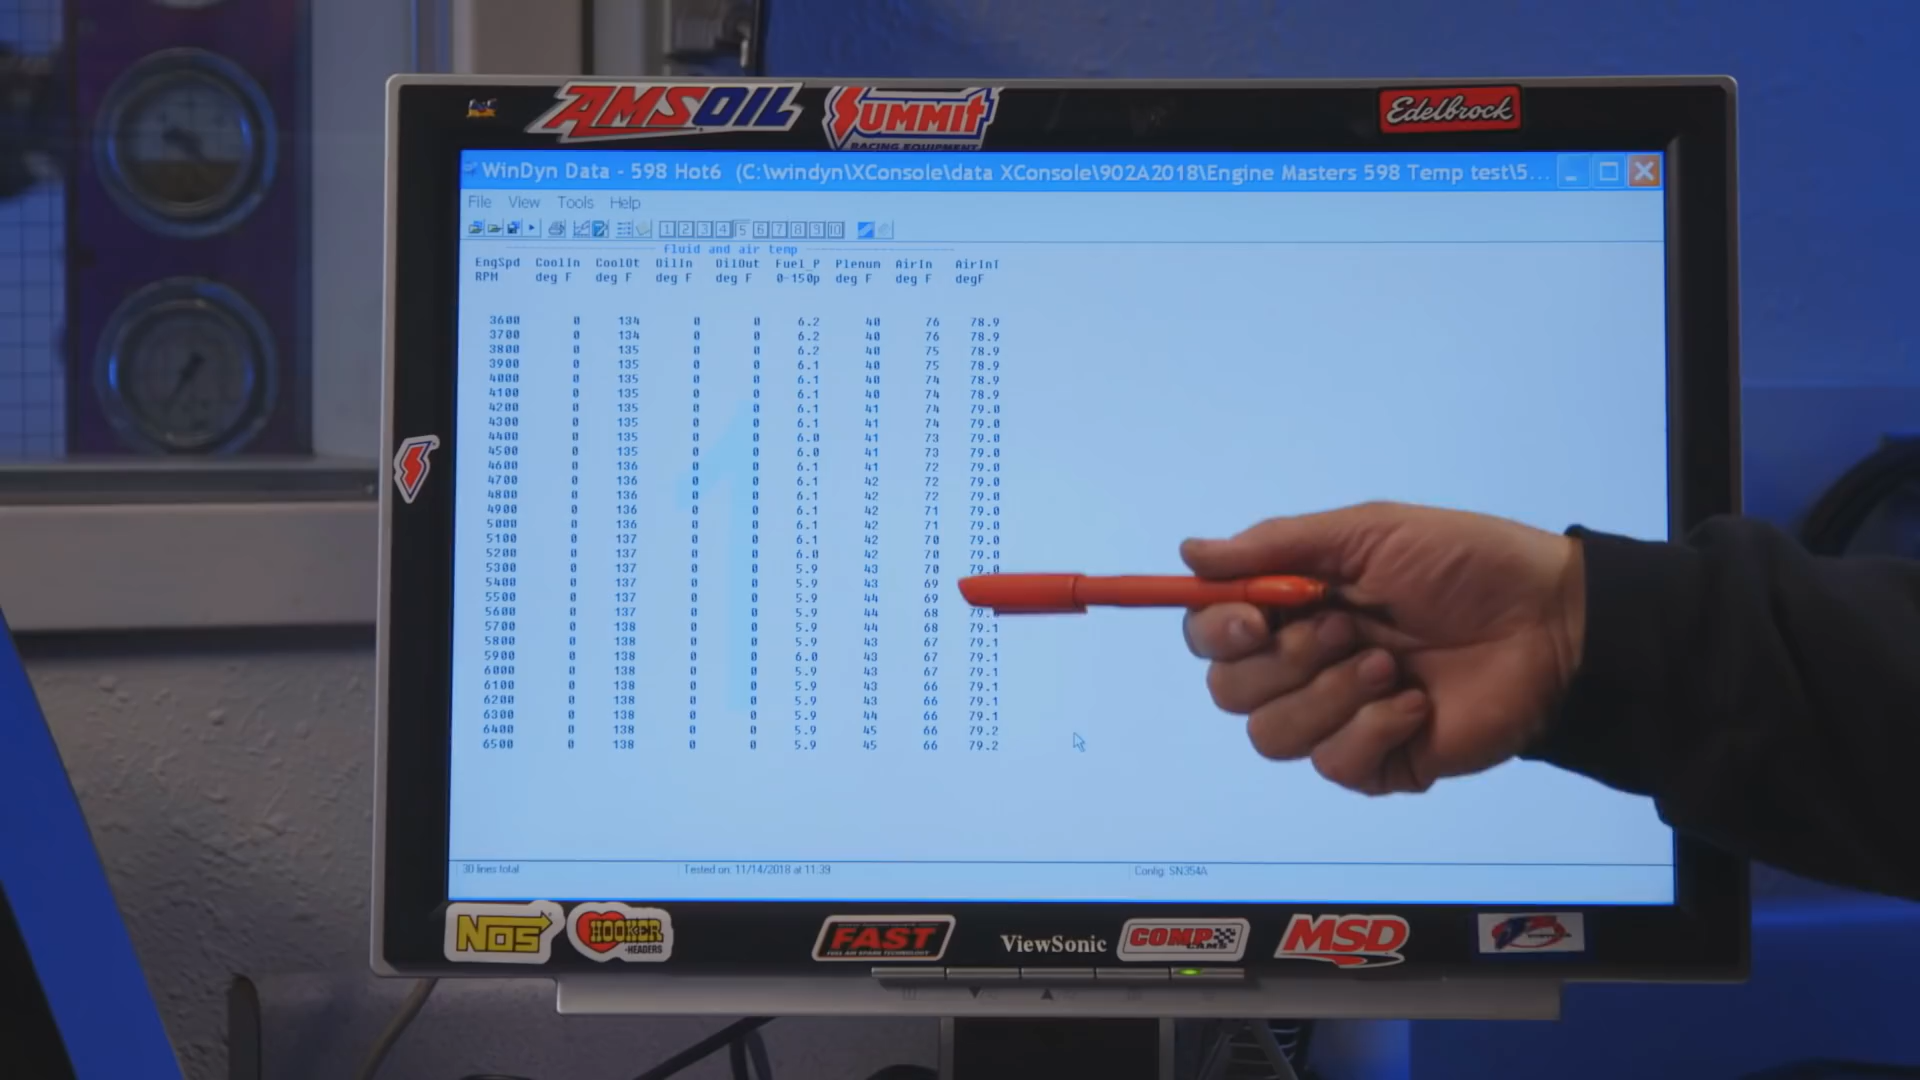 AMSOIL
SUMMIT
RACING EQUIPMENT
Edelbrock
WinDyn Data - 598 Hot6 (C:\windyn\XConsole\data XConsole\902A2018\Engine Masters 598 Temp test\5...
File View Tools Help
1 2 3 4 5 6 7 8 9 10
Fluid and air temp
EngSpd CoolIn CoolOt OilIn OilOut Fuel_P Plenum AirIn AirInT
RPM deg F deg F deg F deg F 0-150p deg F deg F degF
3600 0 134 0 0 6.2 40 76 78.9
3700 0 134 0 0 6.2 40 76 78.9
3800 0 135 0 0 6.2 40 75 78.9
3900 0 135 0 0 6.1 40 75 78.9
4000 0 135 0 0 6.1 40 74 78.9
4100 0 135 0 0 6.1 40 74 78.9
4200 0 135 0 0 6.1 41 74 79.0
4300 0 135 0 0 6.1 41 74 79.0
4400 0 135 0 0 6.0 41 73 79.0
4500 0 135 0 0 6.0 41 73 79.0
4600 0 136 0 0 6.1 41 72 79.0
4700 0 136 0 0 6.1 42 72 79.0
4800 0 136 0 0 6.1 42 72 79.0
4900 0 136 0 0 6.1 42 71 79.0
5000 0 136 0 0 6.1 42 71 79.0
5100 0 137 0 0 6.1 42 70 79.0
5200 0 137 0 0 6.0 42 70 79.0
5300 0 137 0 0 5.9 43 70 79.0
5400 0 137 0 0 5.9 43 69
5500 0 137 0 0 5.9 44 69
5600 0 137 0 0 5.9 44 68
5700 0 138 0 0 5.9 44 68 79.1
5800 0 138 0 0 5.9 43 67 79.1
5900 0 138 0 0 6.0 43 67 79.1
6000 0 138 0 0 5.9 43 67 79.1
6100 0 138 0 0 5.9 43 66 79.1
6200 0 138 0 0 5.9 43 66 79.1
6300 0 138 0 0 5.9 44 66 79.1
6400 0 138 0 0 5.9 45 66 79.2
6500 0 138 0 0 5.9 45 66 79.2
30 lines total Tested on: 11/14/2018 at 11:39 Config: SN354A
NOS
HOOKER
HEADERS
FAST
FUEL AIR SPARK TECHNOLOGY
ViewSonic
COMP
CAMS
MSD